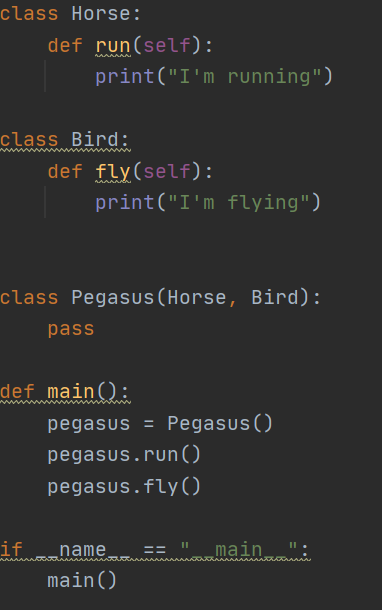 class Horse:
    def run(self):
        print("I'm running")
class Bird:
    def fly(self):
        print("I'm flying")
class Pegasus(Horse, Bird):
    pass
def main():
    pegasus = Pegasus()
    pegasus.run()
    pegasus.fly()
if __name__ == "__main__":
    main()